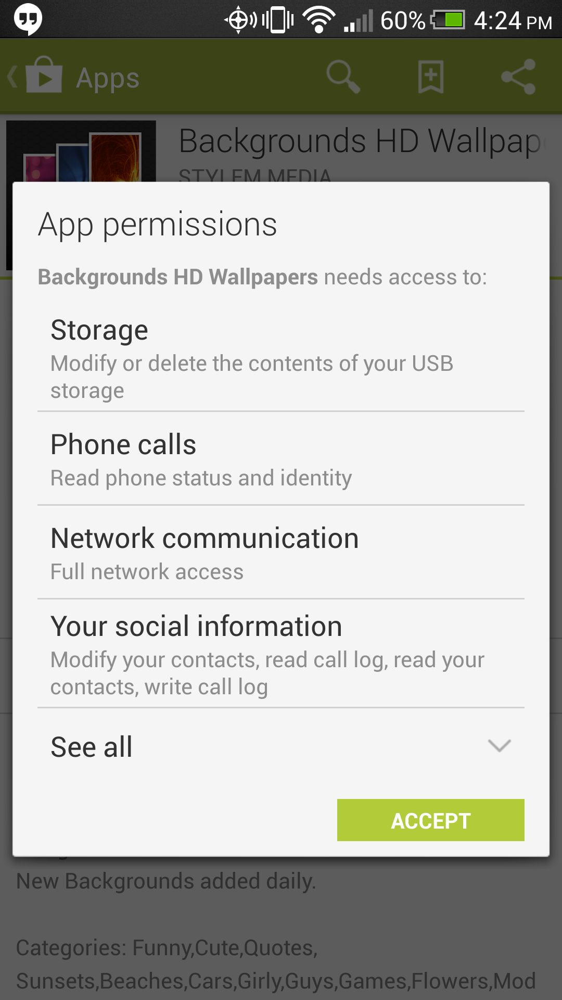 60% 4:24 PM
Apps
Backgrounds HD Wallpap
STYLEM MEDIA
App permissions
Backgrounds HD Wallpapers needs access to:
Storage
Modify or delete the contents of your USB
storage
Phone calls
Read phone status and identity
Network communication
Full network access
Your social information
Modify your contacts, read call log, read your
contacts, write call log
See all
ACCEPT
New Backgrounds added daily.
Categories: Funny,Cute,Quotes,
Sunsets,Beaches,Cars,Girly,Guys,Games,Flowers,Mod